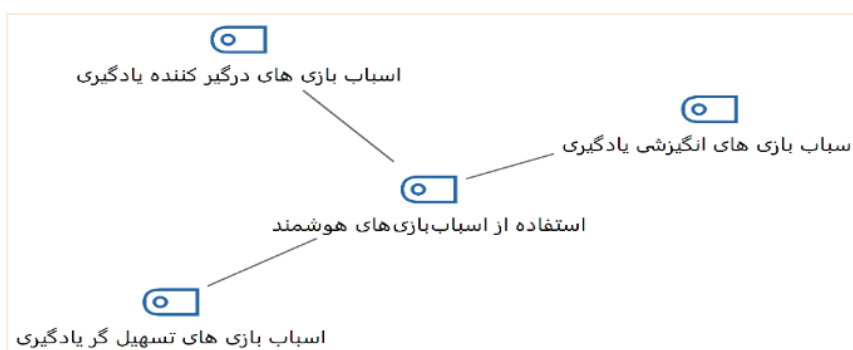 اسباب بازی های درگیر کننده یادگیری
سباب بازی های انگیزشی یادگیری
استفاده از اسباب‌بازی‌های هوشمند
اسباب بازی های تسهیل گر یادگیری